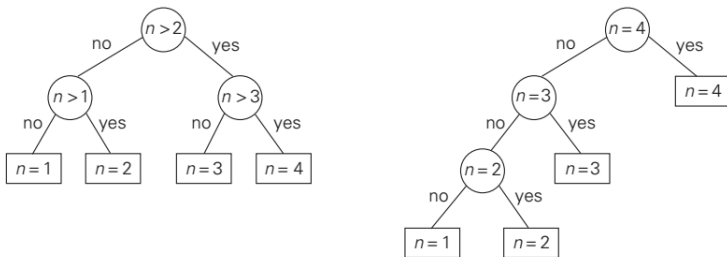 n > 2
no
yes
n > 1
n > 3
no
yes
no
yes
n = 1
n = 2
n = 3
n = 4
n = 4
no
yes
n = 3
n = 4
no
yes
n = 2
n = 3
no
yes
n = 1
n = 2